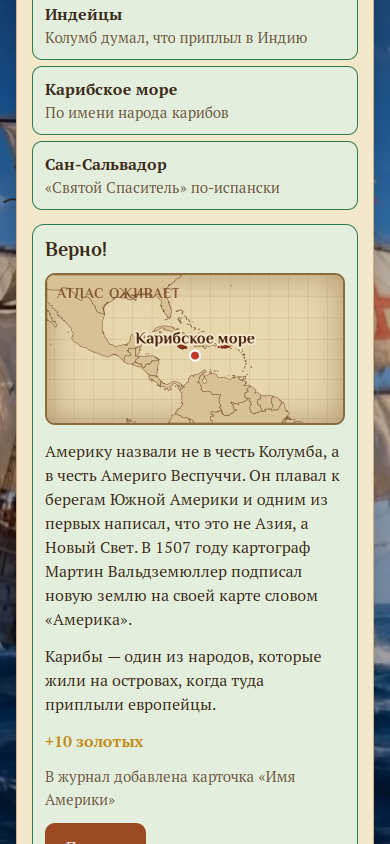 Индейцы
Колумб думал, что приплыл в Индию
Карибское море
По имени народа карибов
Сан-Сальвадор
«Святой Спаситель» по-испански
Верно!
АТЛАС ОЖИВАЕТ
Карибское море
Америку назвали не в честь Колумба, а
в честь Америго Веспуччи. Он плавал к
берегам Южной Америки и одним из
первых написал, что это не Азия, а
Новый Свет. В 1507 году картограф
Мартин Вальдземюллер подписал
новую землю на своей карте словом
«Америка».
Карибы — один из народов, которые
жили на островах, когда туда
приплыли европейцы.
+10 золотых
В журнал добавлена карточка «Имя
Америки»